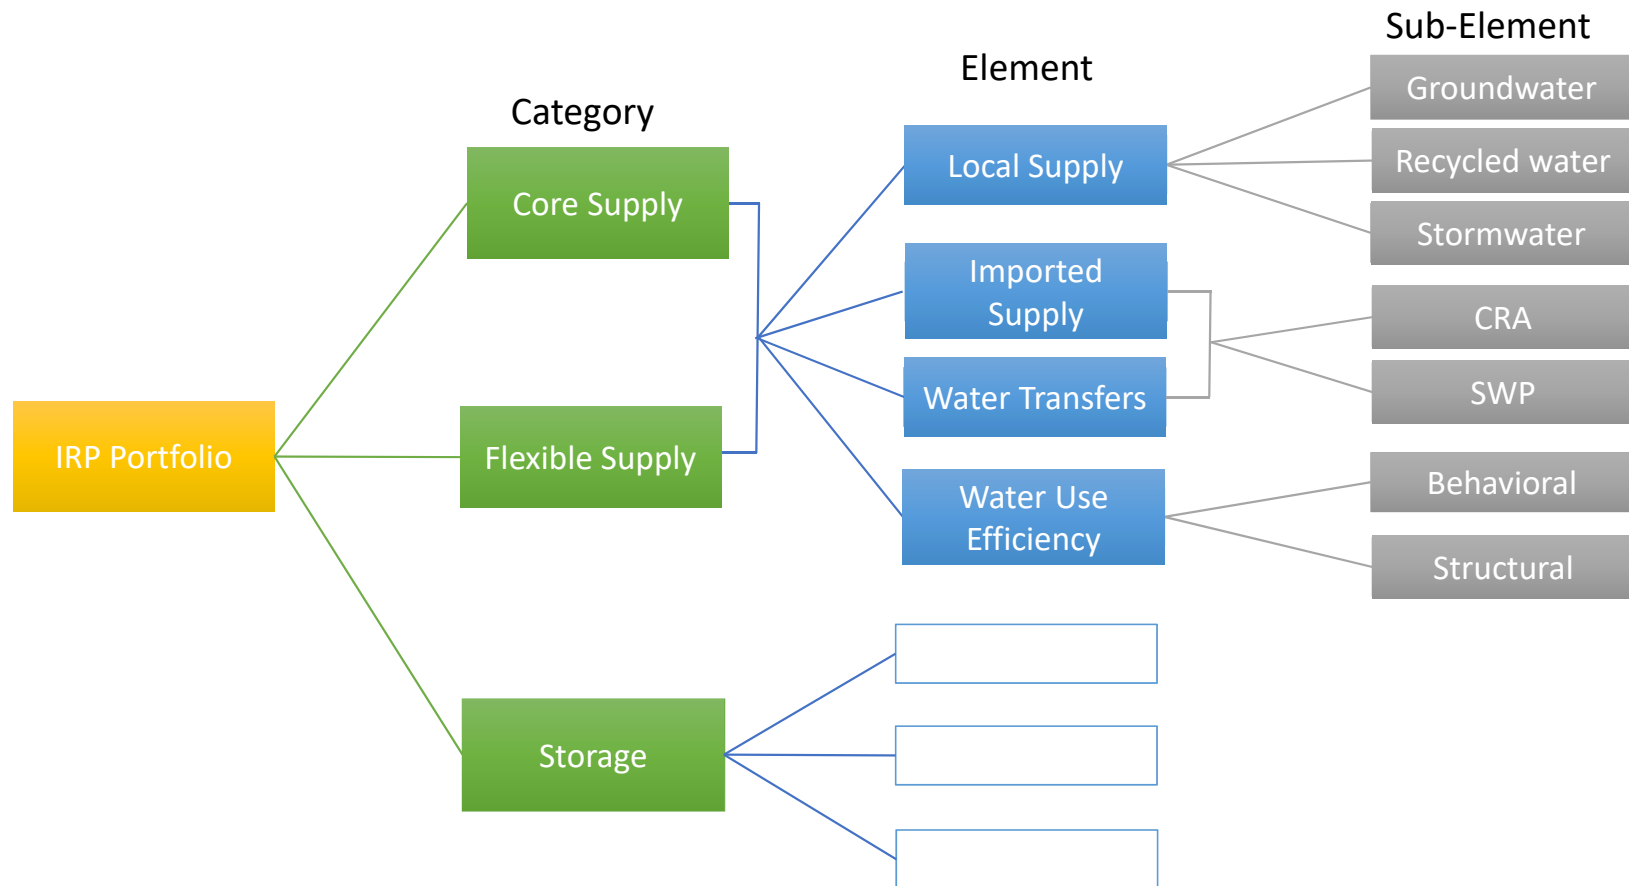 Sub-Element
Element
Category
IRP Portfolio
Core Supply
Flexible Supply
Storage
Local Supply
Imported
Supply
Water Transfers
Water Use
Efficiency
Groundwater
Recycled water
Stormwater
CRA
SWP
Behavioral
Structural